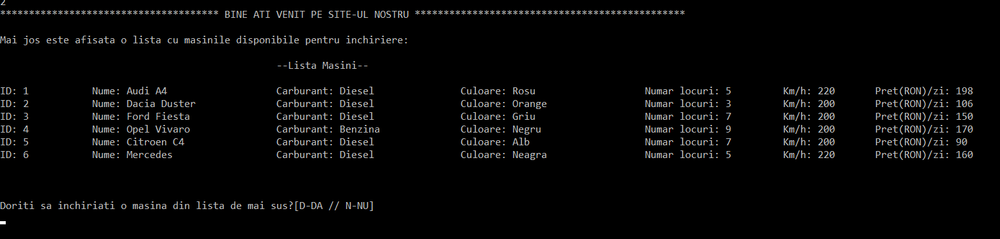 2
************************************** BINE ATI VENIT PE SITE-UL NOSTRU ***********************************************
Mai jos este afisata o lista cu masinile disponibile pentru inchiriere:
--Lista Masini--
ID: 1 Nume: Audi A4 Carburant: Diesel Culoare: Rosu Numar locuri: 5 Km/h: 220 Pret(RON)/zi: 198
ID: 2 Nume: Dacia Duster Carburant: Diesel Culoare: Orange Numar locuri: 3 Km/h: 200 Pret(RON)/zi: 106
ID: 3 Nume: Ford Fiesta Carburant: Diesel Culoare: Griu Numar locuri: 7 Km/h: 200 Pret(RON)/zi: 150
ID: 4 Nume: Opel Vivaro Carburant: Benzina Culoare: Negru Numar locuri: 9 Km/h: 200 Pret(RON)/zi: 170
ID: 5 Nume: Citroen C4 Carburant: Diesel Culoare: Alb Numar locuri: 7 Km/h: 200 Pret(RON)/zi: 90
ID: 6 Nume: Mercedes Carburant: Diesel Culoare: Neagra Numar locuri: 5 Km/h: 220 Pret(RON)/zi: 160
Doriti sa inchiriati o masina din lista de mai sus?[D-DA // N-NU]